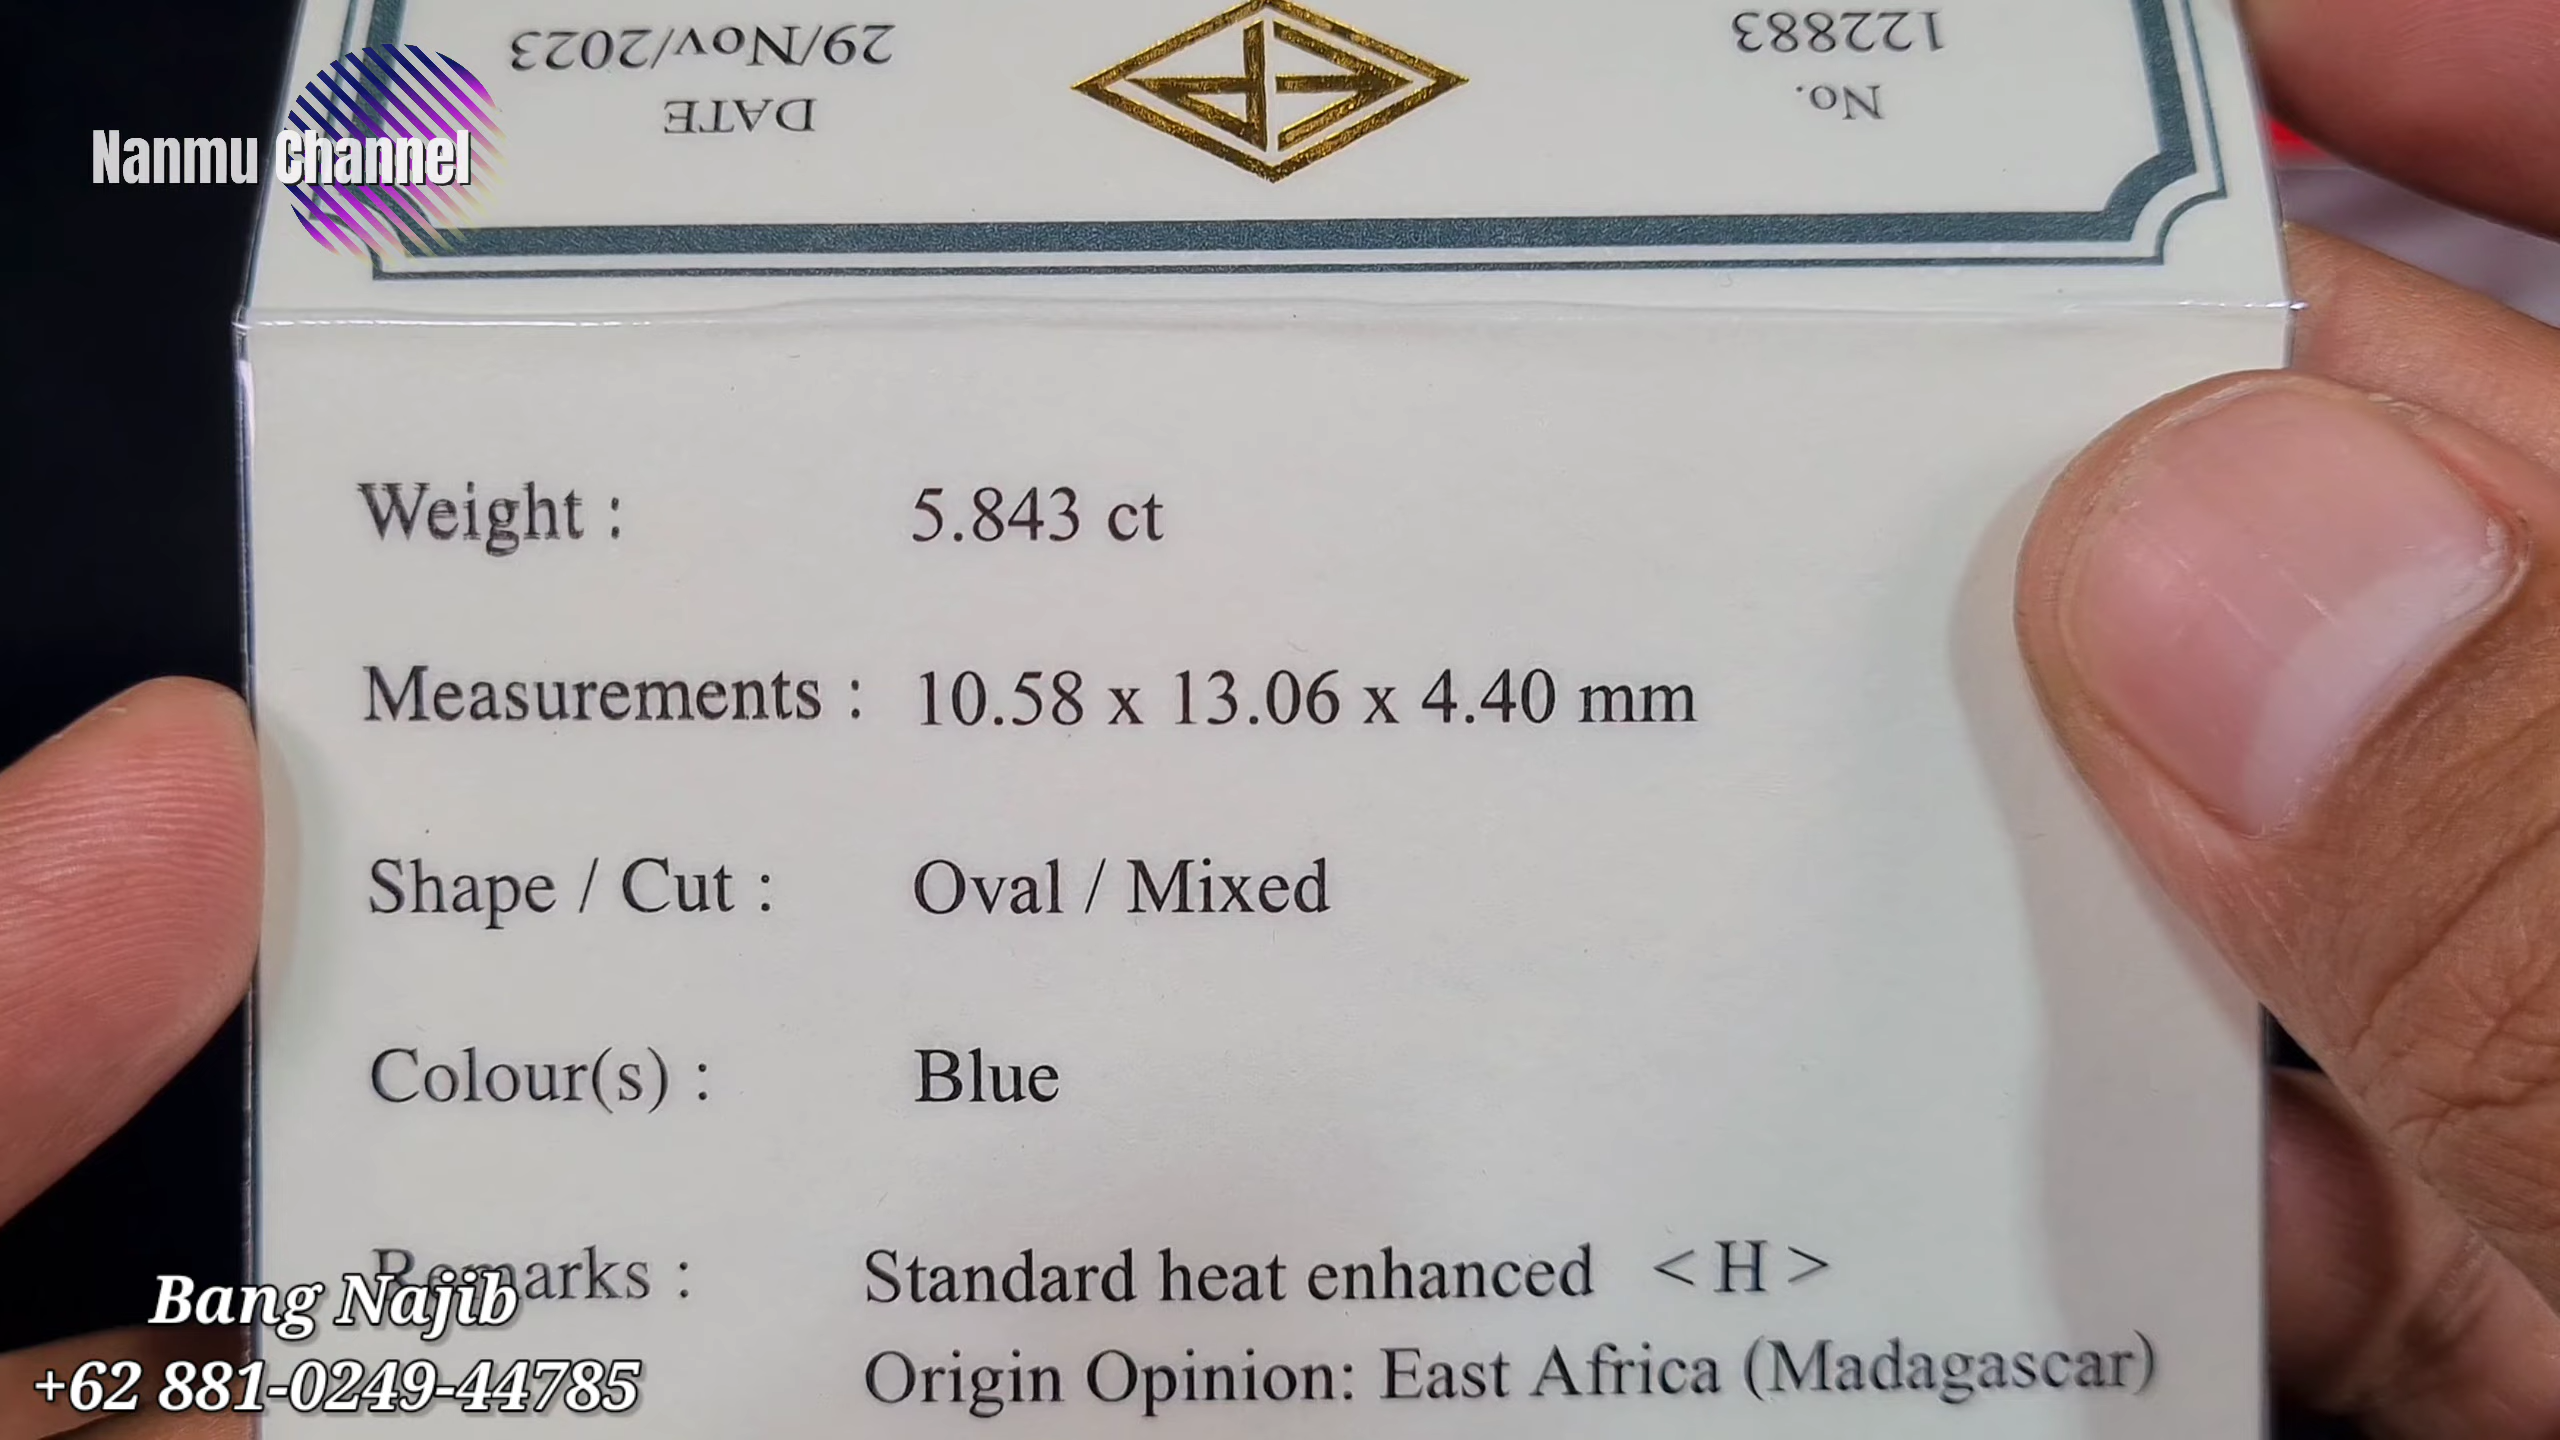 29/Nov/2023
DATE
No.
122883
Nanmu Channel
Weight : 5.843 ct
Measurements : 10.58 x 13.06 x 4.40 mm
Shape / Cut : Oval / Mixed
Colour(s) : Blue
Remarks : Standard heat enhanced <H>
Origin Opinion: East Africa (Madagascar)
Bang Najib
+62 881-0249-44785